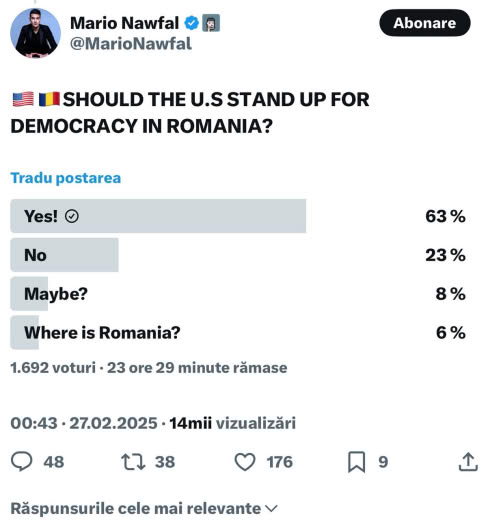 Mario Nawfal
@MarioNawfal
Abonare
🇺🇸 🇷🇴 SHOULD THE U.S STAND UP FOR
DEMOCRACY IN ROMANIA?
Tradu postarea
Yes! 63 %
No 23 %
Maybe? 8 %
Where is Romania? 6 %
1.692 voturi · 23 ore 29 minute rămase
00:43 · 27.02.2025 · 14mii vizualizări
48 38 176 9
Răspunsurile cele mai relevante